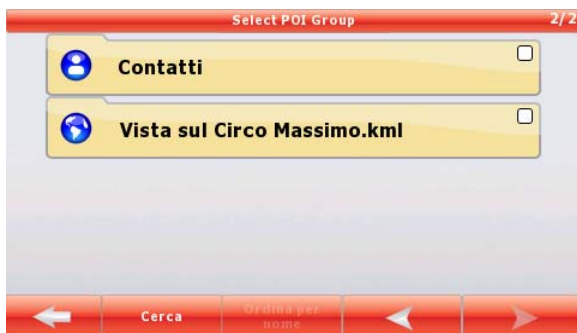 Select POI Group 2/2
Contatti
Vista sul Circo Massimo.kml
Cerca
Ordina per
nome